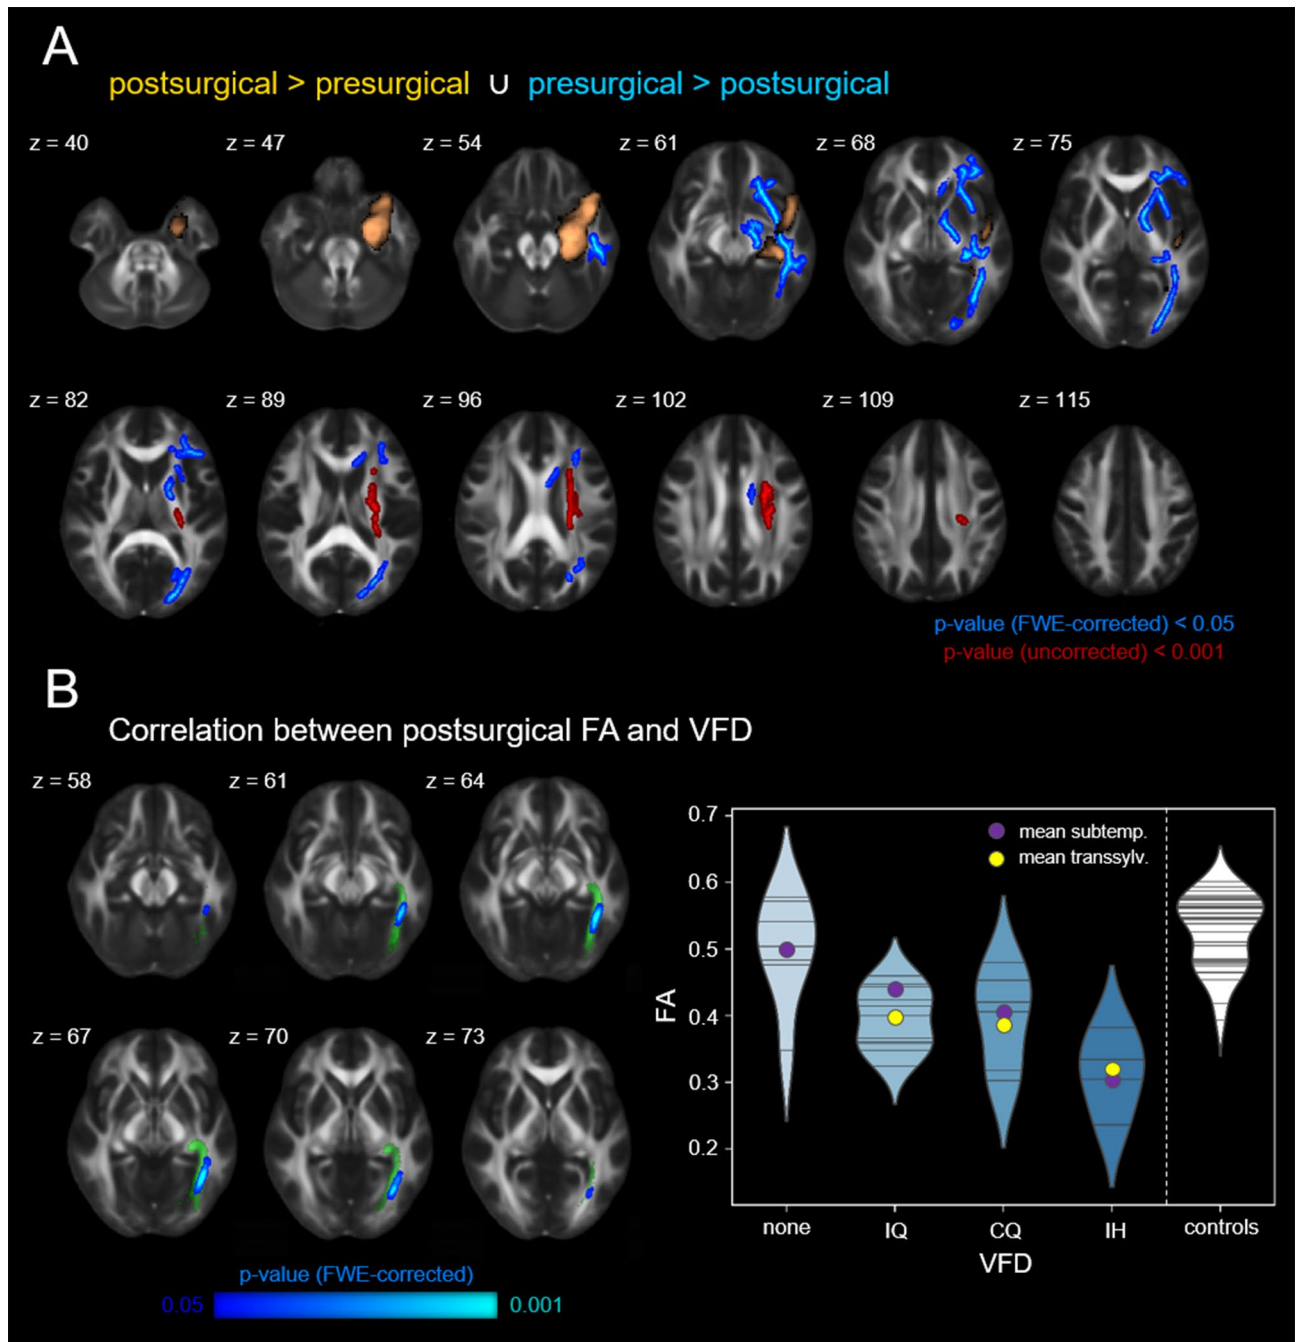 A
postsurgical > presurgical ∪ presurgical > postsurgical
z = 40 z = 47 z = 54 z = 61 z = 68 z = 75
z = 82 z = 89 z = 96 z = 102 z = 109 z = 115
p-value (FWE-corrected) < 0.05
p-value (uncorrected) < 0.001
B
Correlation between postsurgical FA and VFD
z = 58 z = 61 z = 64
z = 67 z = 70 z = 73
p-value (FWE-corrected)
0.05 0.001
mean subtemp.
mean transsylv.
0.7
0.6
0.5
0.4
0.3
0.2
FA
none IQ CQ IH controls
VFD